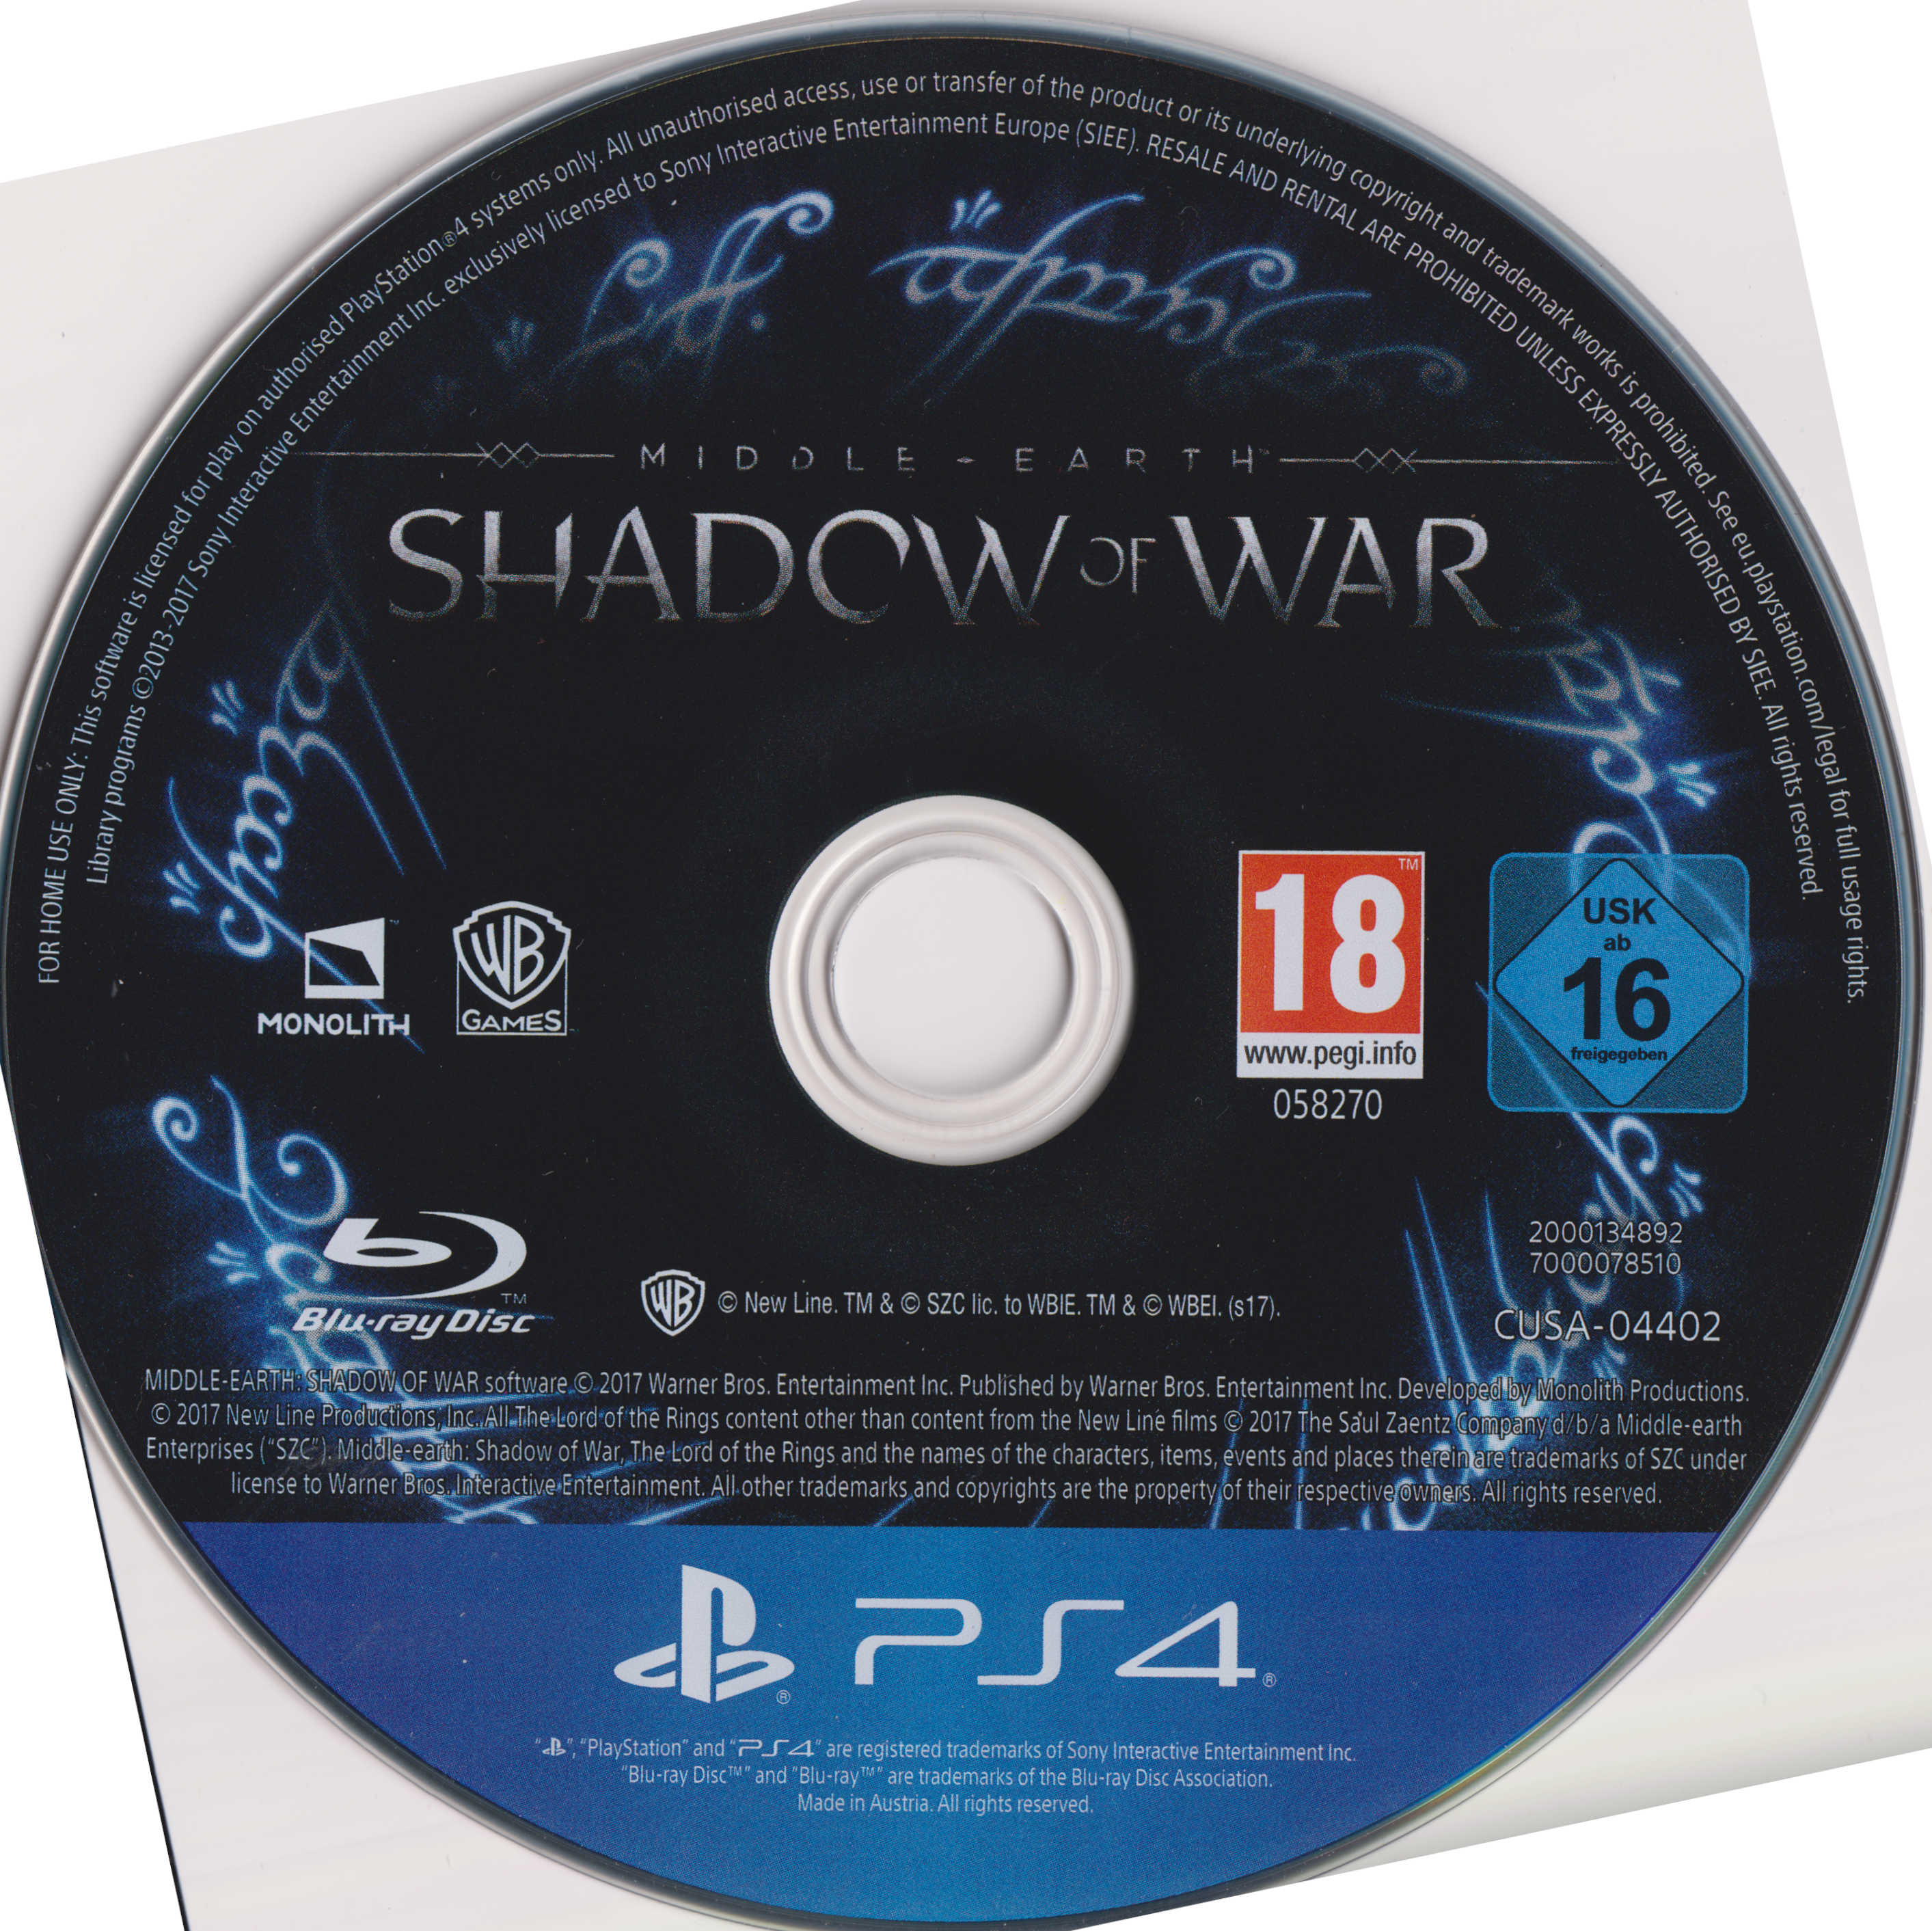 FOR HOME USE ONLY: This software is licensed for play on authorised PlayStation®4 systems only. All unauthorised access, use or transfer of the product or its underlying copyright and trademark works is prohibited. See eu.playstation.com/legal for full usage rights.
Library programs ©2013-2017 Sony Interactive Entertainment Inc. exclusively licensed to Sony Interactive Entertainment Europe (SIEE). RESALE AND RENTAL ARE PROHIBITED UNLESS EXPRESSLY AUTHORISED BY SIEE. All rights reserved.
MIDDLE-EARTH™
SHADOW OF WAR
MONOLITH™
WB GAMES
18™
www.pegi.info
058270
USK
ab
16
freigegeben
Blu-ray Disc™
2000134892
7000078510
CUSA-04402
WB © New Line. TM & © SZC lic. to WBIE. TM & © WBEI. (s17).
MIDDLE-EARTH: SHADOW OF WAR software © 2017 Warner Bros. Entertainment Inc. Published by Warner Bros. Entertainment Inc. Developed by Monolith Productions.
© 2017 New Line Productions, Inc. All The Lord of the Rings content other than content from the New Line films © 2017 The Saul Zaentz Company d/b/a Middle-earth
Enterprises (“SZC”). Middle-earth: Shadow of War, The Lord of the Rings and the names of the characters, items, events and places therein are trademarks of SZC under
license to Warner Bros. Interactive Entertainment. All other trademarks and copyrights are the property of their respective owners. All rights reserved.
PS4®
“ ”, “PlayStation” and “PS4” are registered trademarks of Sony Interactive Entertainment Inc.
“Blu-ray Disc™” and “Blu-ray™” are trademarks of the Blu-ray Disc Association.
Made in Austria. All rights reserved.